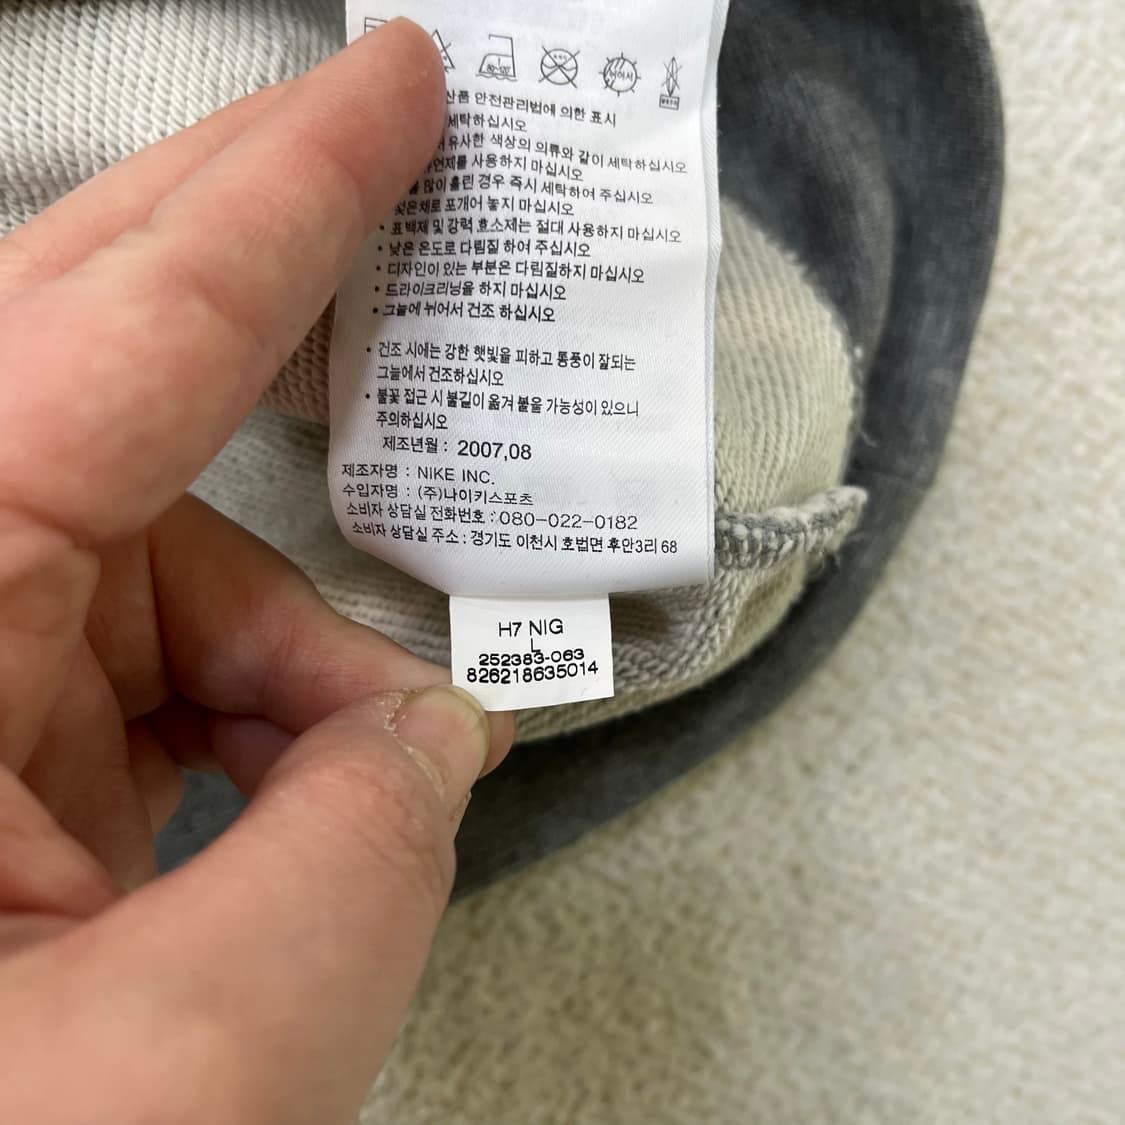 산품 안전관리법에 의한 표시
세탁하십시오
유사한 색상의 의류와 같이 세탁하십시오
사용하지 마십시오
많이 흘린 경우 즉시 세탁하여 주십시오
젖은채로 포개어 놓지 마십시오
• 표백제 및 강력 효소제는 절대 사용하지 마십시오
• 낮은 온도로 다림질 하여 주십시오
• 디자인이 있는 부분은 다림질하지 마십시오
• 드라이크리닝을 하지 마십시오
• 그늘에 뉘어서 건조 하십시오
• 건조 시에는 강한 햇빛을 피하고 통풍이 잘되는
그늘에서 건조하십시오
• 불꽃 접근 시 불길이 옮겨 붙을 가능성이 있으니
주의하십시오
제조년월 : 2007,08
제조자명 : NIKE INC.
수입자명 : (주)나이키스포츠
소비자 상담실 전화번호 : 080-022-0182
소비자 상담실 주소 : 경기도 이천시 호법면 후안3리 68
H7 NIG
L
252383-063
826218635014